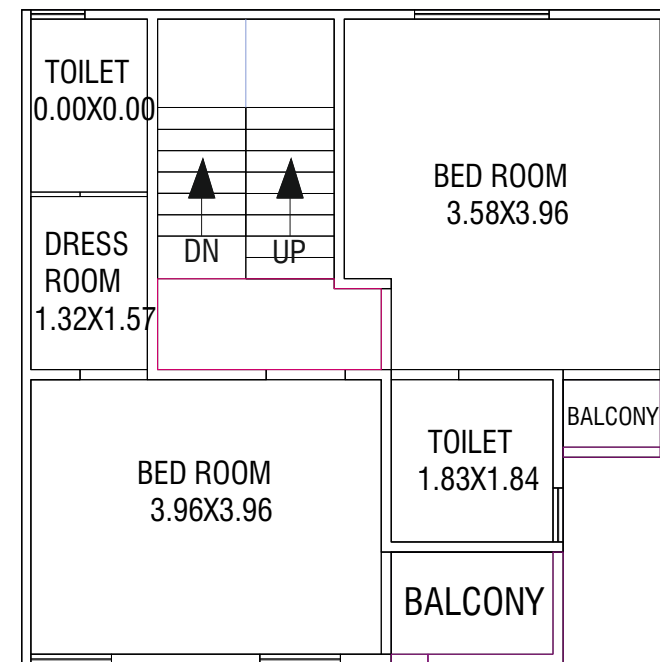 TOILET
0.00X0.00
BED ROOM
3.58X3.96
DRESS
ROOM
1.32X1.57
DN
UP
BALCONY
TOILET
1.83X1.84
BED ROOM
3.96X3.96
BALCONY